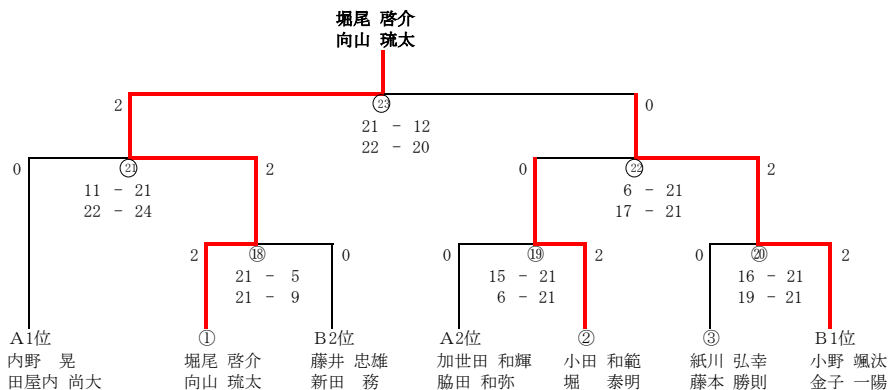 堀尾 啓介
向山 琉太
2 0
㉓
21 － 12
22 － 20
0 ㉑ 2 0 ㉒ 2
11 － 21 6 － 21
22 － 24 17 － 21
2 ⑱ 0 0 ⑲ 2 0 ⑳ 2
21 － 5 15 － 21 16 － 21
21 － 9 6 － 21 19 － 21
A1位 ① B2位 A2位 ② ③ B1位
内野 晃 堀尾 啓介 藤井 忠雄 加世田 和輝 小田 和範 紙川 弘幸 小野 颯汰
田屋内 尚大 向山 琉太 新田 務 脇田 和弥 堀 泰明 藤本 勝則 金子 一陽